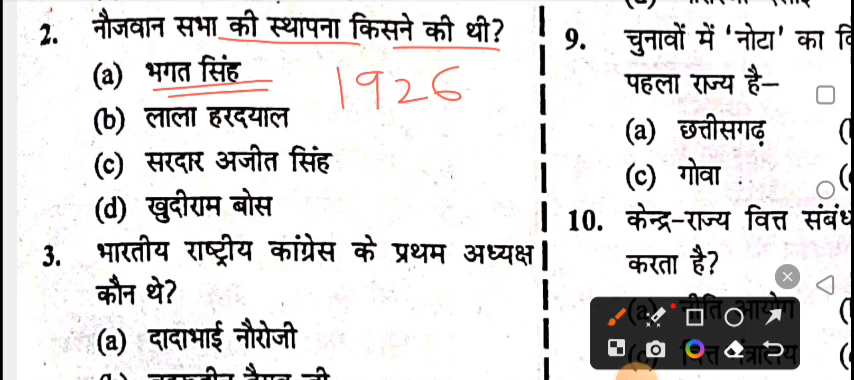 2. नौजवान सभा की स्थापना किसने की थी?
(a) भगत सिंह
1926
(b) लाला हरदयाल
(c) सरदार अजीत सिंह
(d) खुदीराम बोस
3. भारतीय राष्ट्रीय कांग्रेस के प्रथम अध्यक्ष
कौन थे?
(a) दादाभाई नौरोजी
9. चुनावों में 'नोटा' का
पहला राज्य है–
(a) छत्तीसगढ़
(c) गोवा
10. केन्द्र-राज्य वित्त
करता है?
(a) नीति आयोग